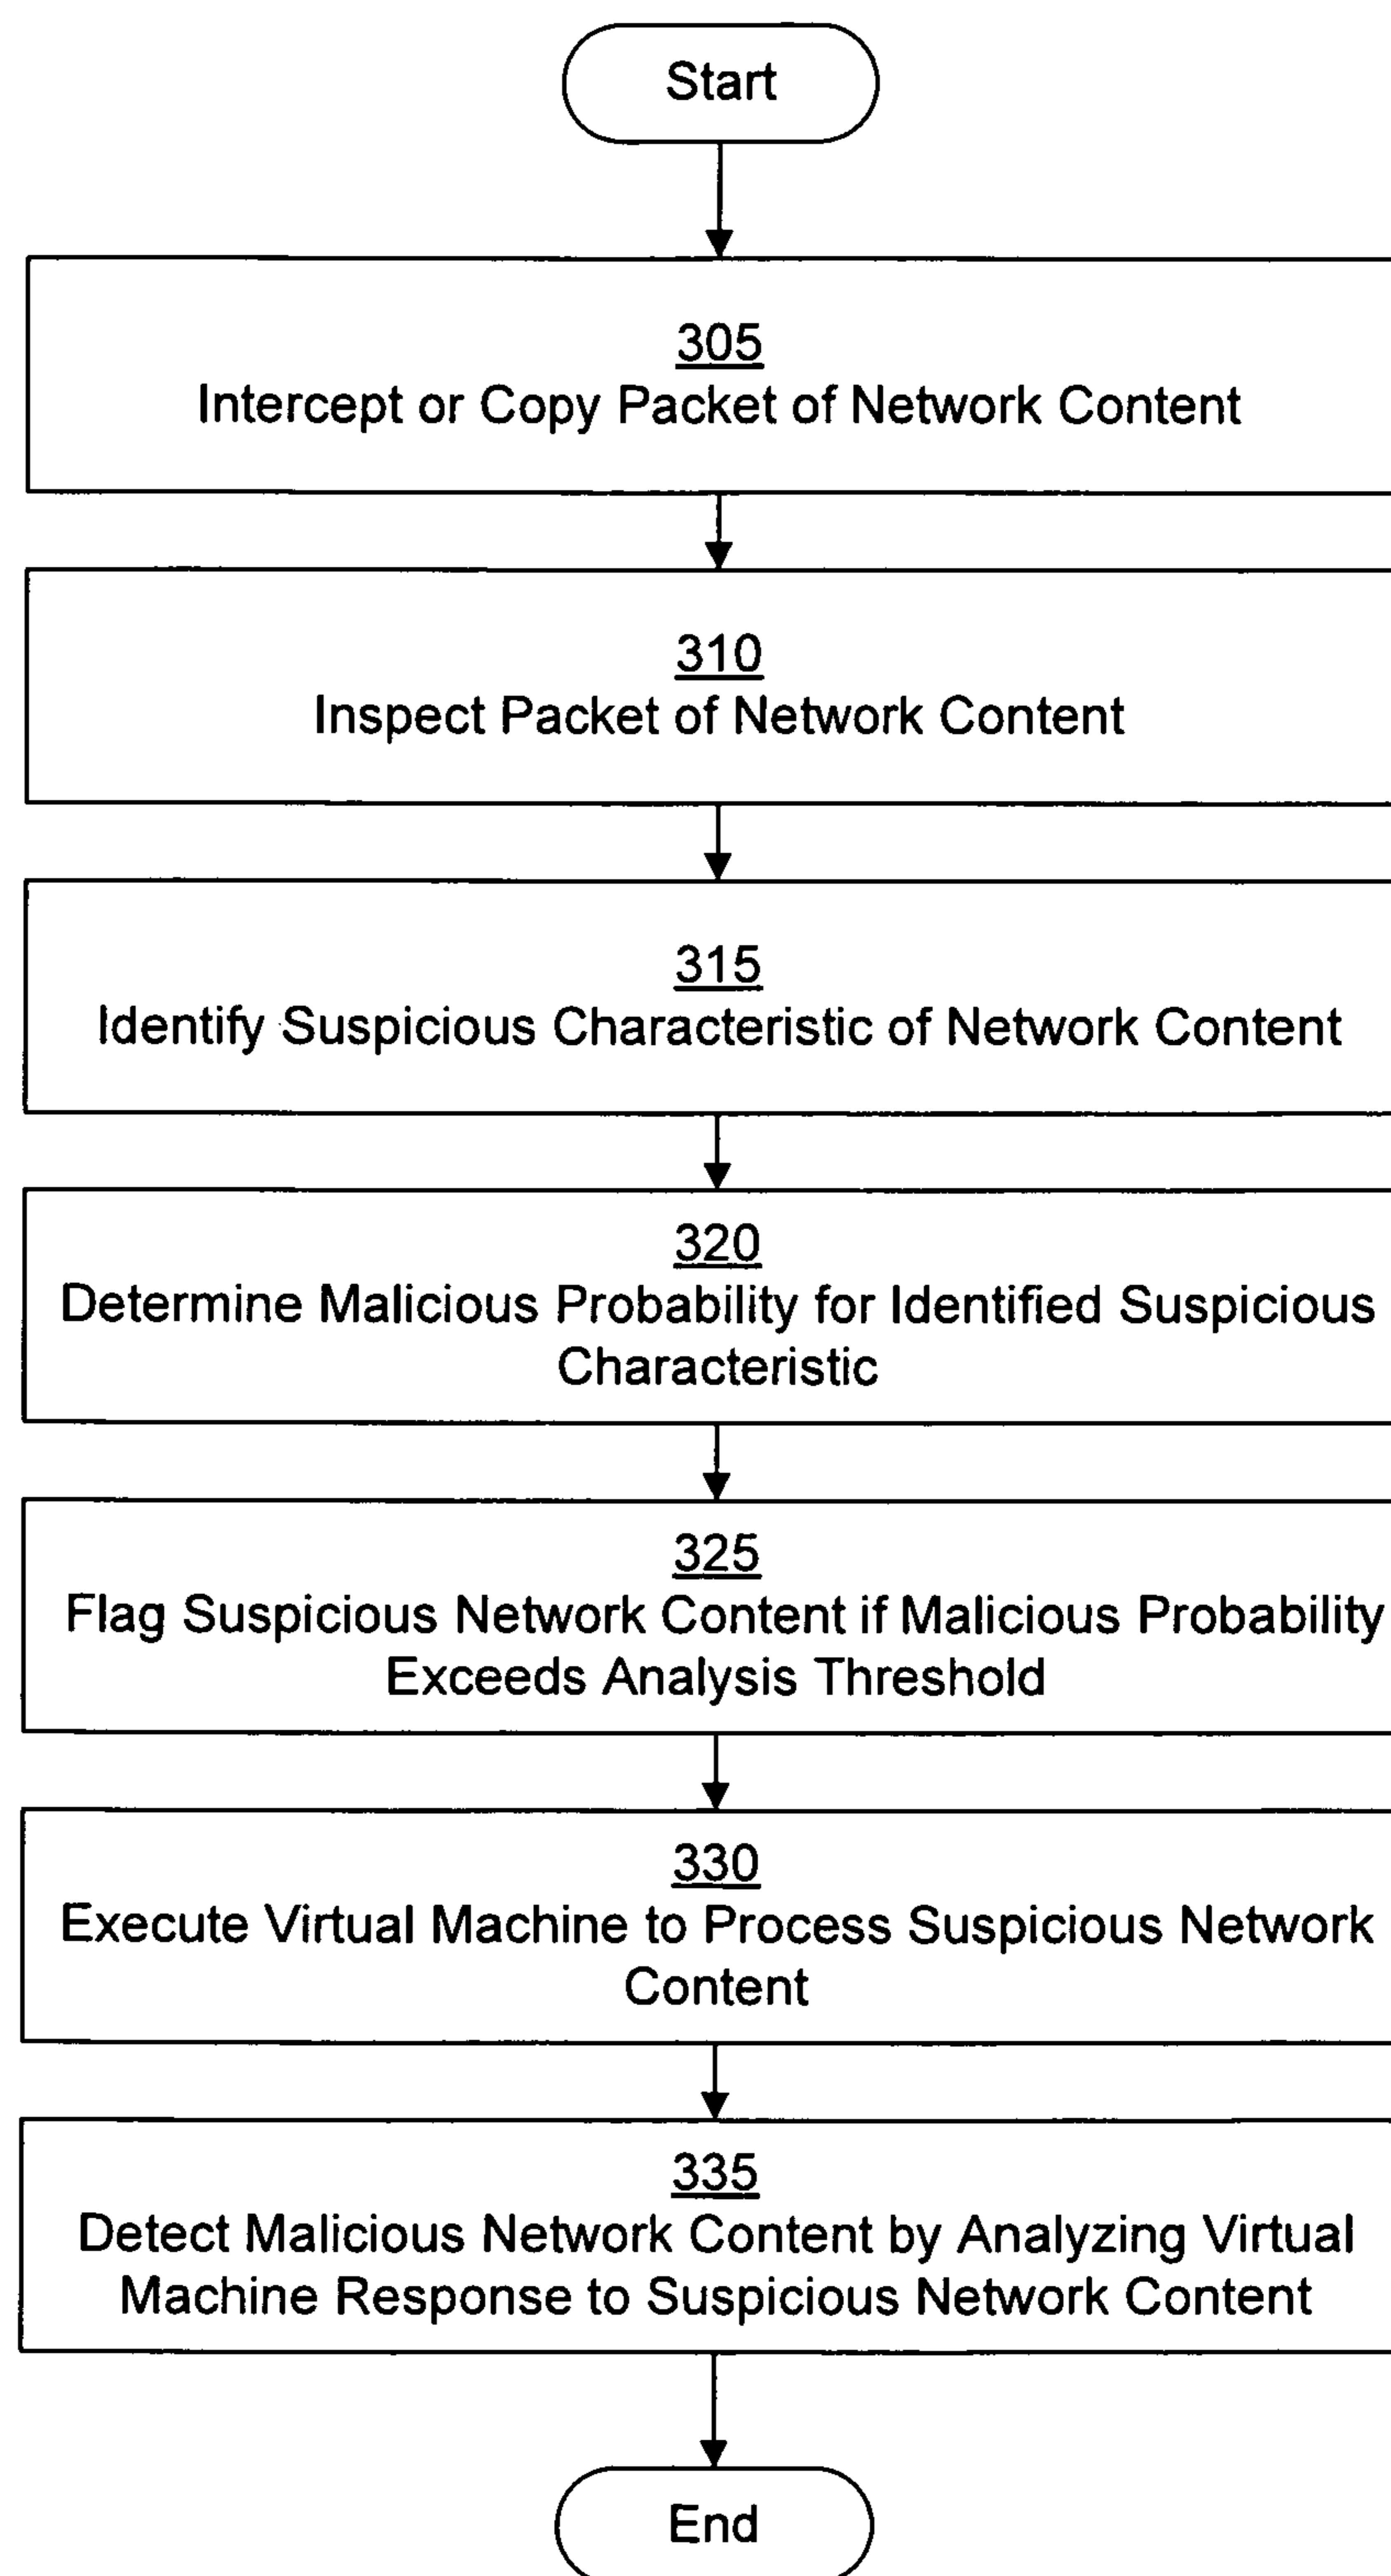 Start
305
Intercept or Copy Packet of Network Content
310
Inspect Packet of Network Content
315
Identify Suspicious Characteristic of Network Content
320
Determine Malicious Probability for Identified Suspicious
Characteristic
325
Flag Suspicious Network Content if Malicious Probability
Exceeds Analysis Threshold
330
Execute Virtual Machine to Process Suspicious Network
Content
335
Detect Malicious Network Content by Analyzing Virtual
Machine Response to Suspicious Network Content
End